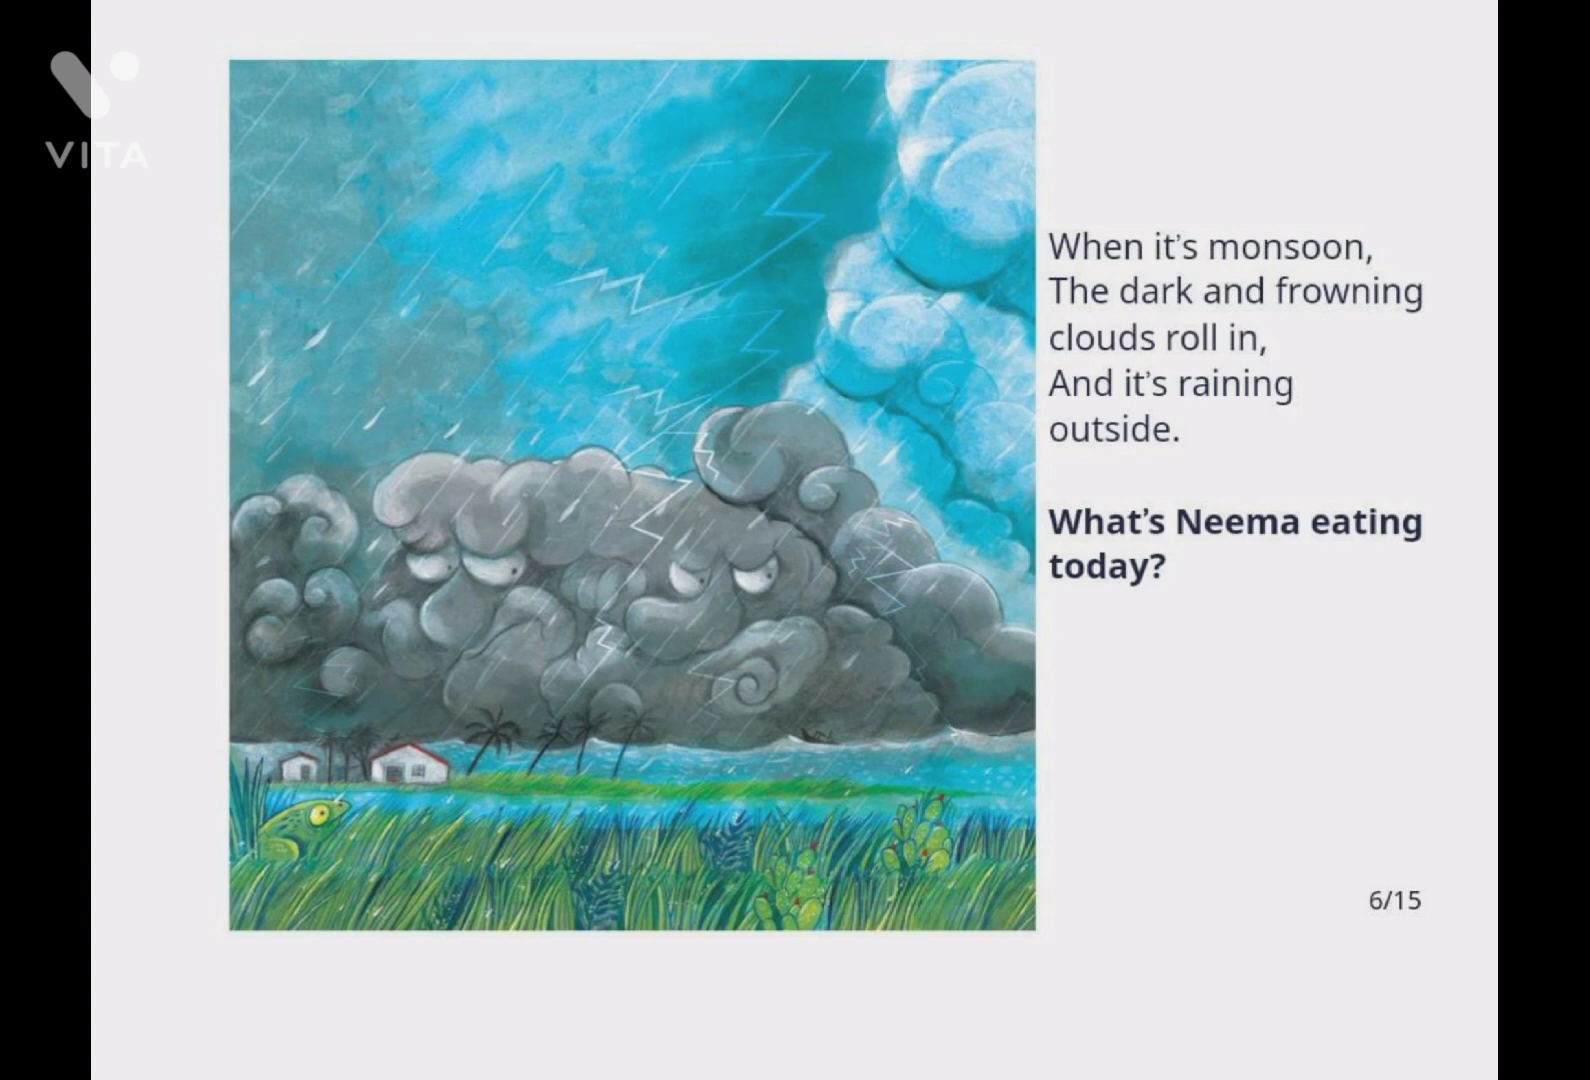 VITA
When it's monsoon,
The dark and frowning
clouds roll in,
And it's raining
outside.
What's Neema eating
today?
6/15